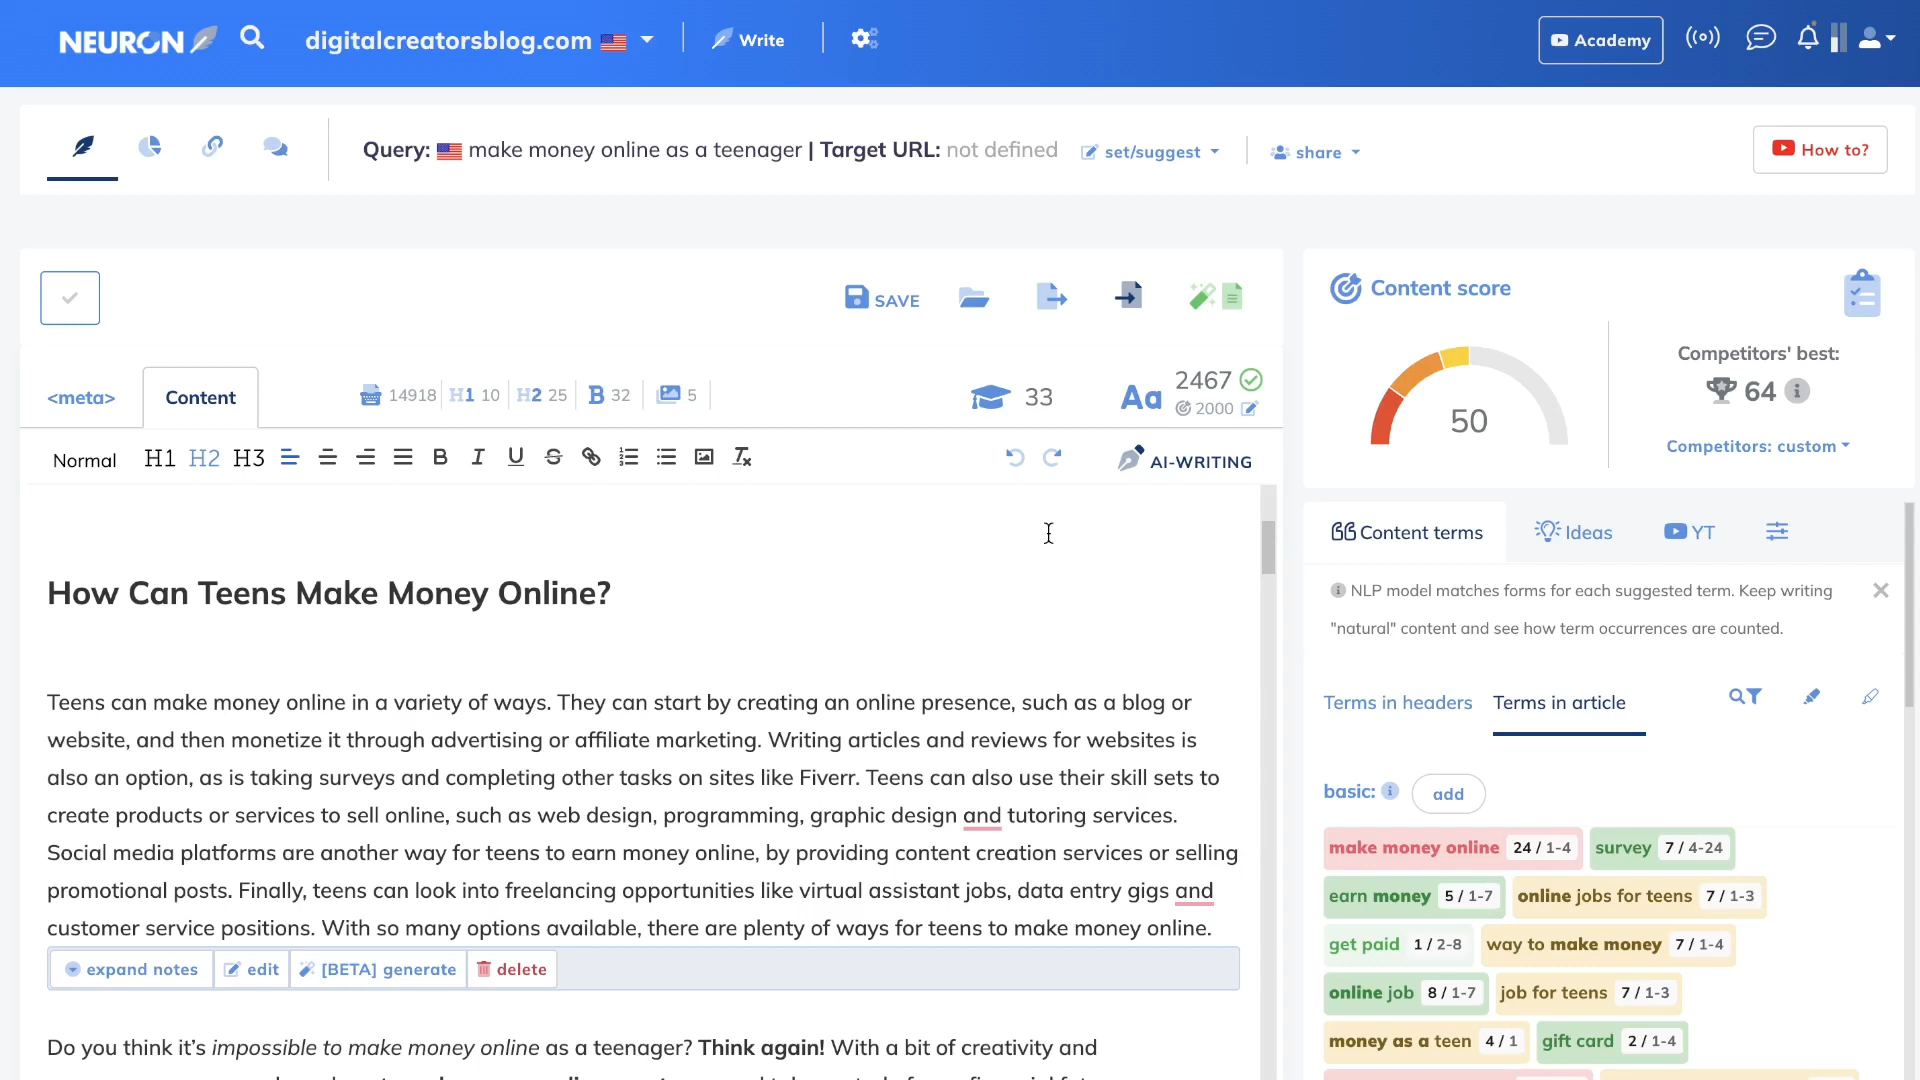 NEURON
digitalcreatorsblog.com
Write
Academy
Query: make money online as a teenager | Target URL: not defined
set/suggest
share
How to?
SAVE
<meta>
Content
14918
H1 10
H2 25
B 32
5
33
Aa
2467
2000
Normal
H1 H2 H3
B I U S
AI-WRITING
How Can Teens Make Money Online?
Teens can make money online in a variety of ways. They can start by creating an online presence, such as a blog or
website, and then monetize it through advertising or affiliate marketing. Writing articles and reviews for websites is
also an option, as is taking surveys and completing other tasks on sites like Fiverr. Teens can also use their skill sets to
create products or services to sell online, such as web design, programming, graphic design and tutoring services.
Social media platforms are another way for teens to earn money online, by providing content creation services or selling
promotional posts. Finally, teens can look into freelancing opportunities like virtual assistant jobs, data entry gigs and
customer service positions. With so many options available, there are plenty of ways for teens to make money online.
expand notes
edit
[BETA] generate
delete
Do you think it's impossible to make money online as a teenager? Think again! With a bit of creativity and
Content score
50
Competitors' best:
64
Competitors: custom
Content terms
Ideas
YT
NLP model matches forms for each suggested term. Keep writing
"natural" content and see how term occurrences are counted.
Terms in headers
Terms in article
basic:
add
make money online 24 / 1-4
survey 7 / 4-24
earn money 5 / 1-7
online jobs for teens 7 / 1-3
get paid 1 / 2-8
way to make money 7 / 1-4
online job 8 / 1-7
job for teens 7 / 1-3
money as a teen 4 / 1
gift card 2 / 1-4